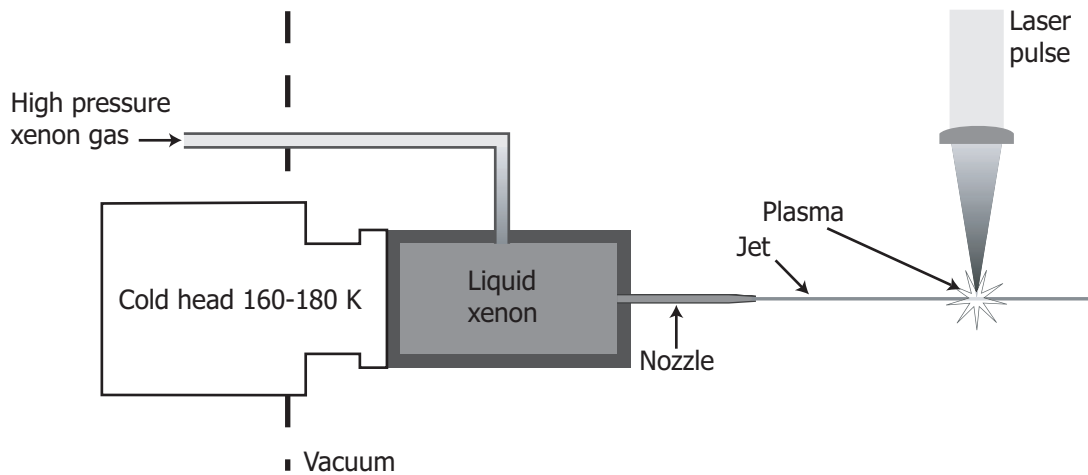 Laser
pulse
High pressure
xenon gas
Plasma
Jet
Cold head 160-180 K
Liquid
xenon
Nozzle
Vacuum